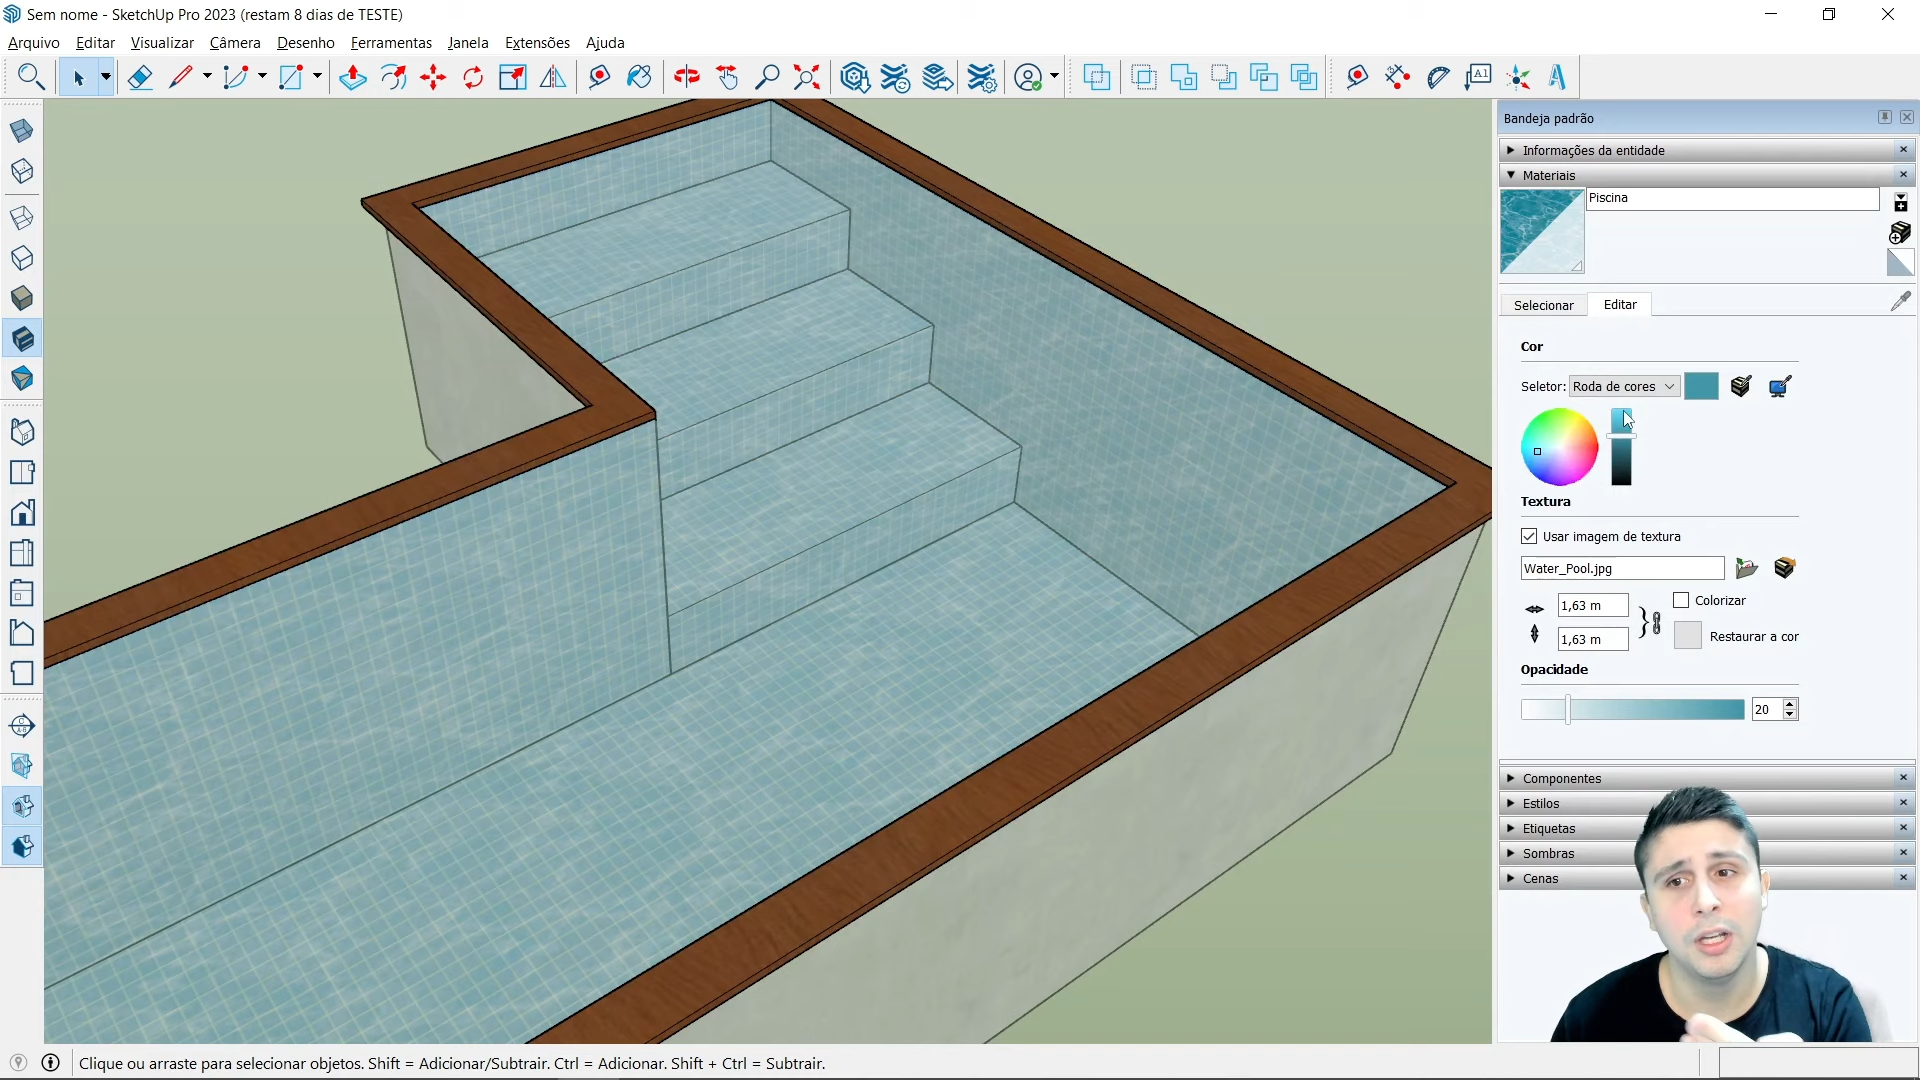 Sem nome - SketchUp Pro 2023 (restam 8 dias de TESTE)
Arquivo Editar Visualizar Câmera Desenho Ferramentas Janela Extensões Ajuda
A1
Bandeja padrão
Informações da entidade
Materiais
Piscina
Selecionar Editar
Cor
Seletor: Roda de cores
Textura
Usar imagem de textura
Water_Pool.jpg
1,63 m Colorizar
1,63 m Restaurar a cor
Opacidade
20
Componentes
Estilos
Etiquetas
Sombras
Cenas
Clique ou arraste para selecionar objetos. Shift = Adicionar/Subtrair. Ctrl = Adicionar. Shift + Ctrl = Subtrair.